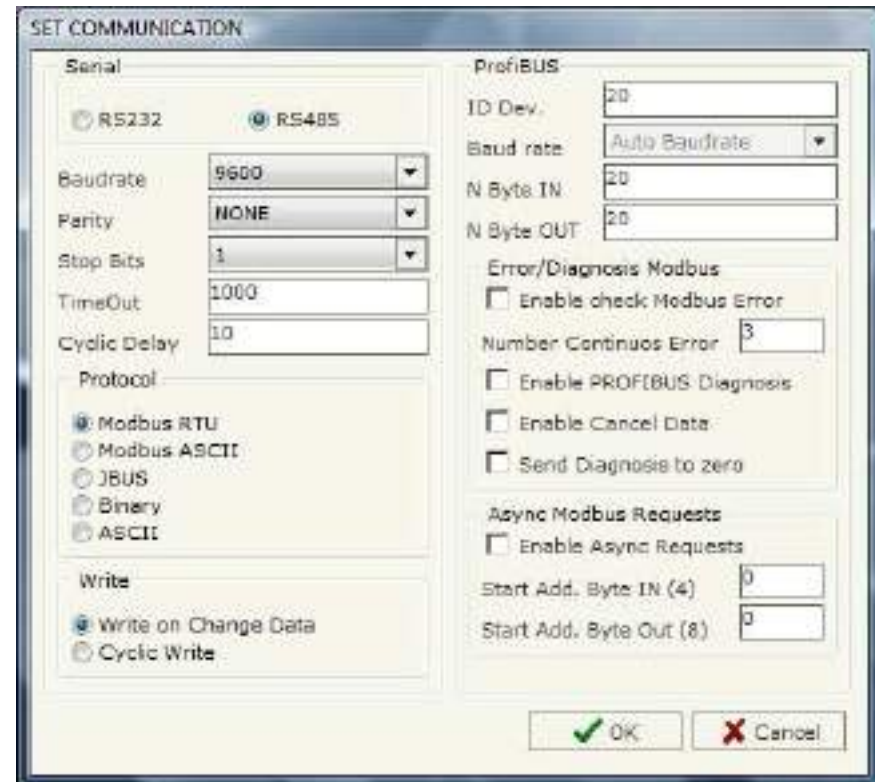 SET COMMUNICATION
Serial
RS232
RS485
Baudrate 9600
Parity NONE
Stop Bits 1
TimeOut 1000
Cyclic Delay 10
Protocol
Modbus RTU
Modbus ASCII
JBUS
Binary
ASCII
Write
Write on Change Data
Cyclic Write
ProfiBUS
ID Dev. 20
Baud rate Auto Baudrate
N Byte IN 20
N Byte OUT 20
Error/Diagnosis Modbus
Enable check Modbus Error
Number Continuos Error 3
Enable PROFIBUS Diagnosis
Enable Cancel Data
Send Diagnosis to zero
Async Modbus Requests
Enable Async Requests
Start Add. Byte IN (4) 0
Start Add. Byte Out (8) 0
OK
Cancel